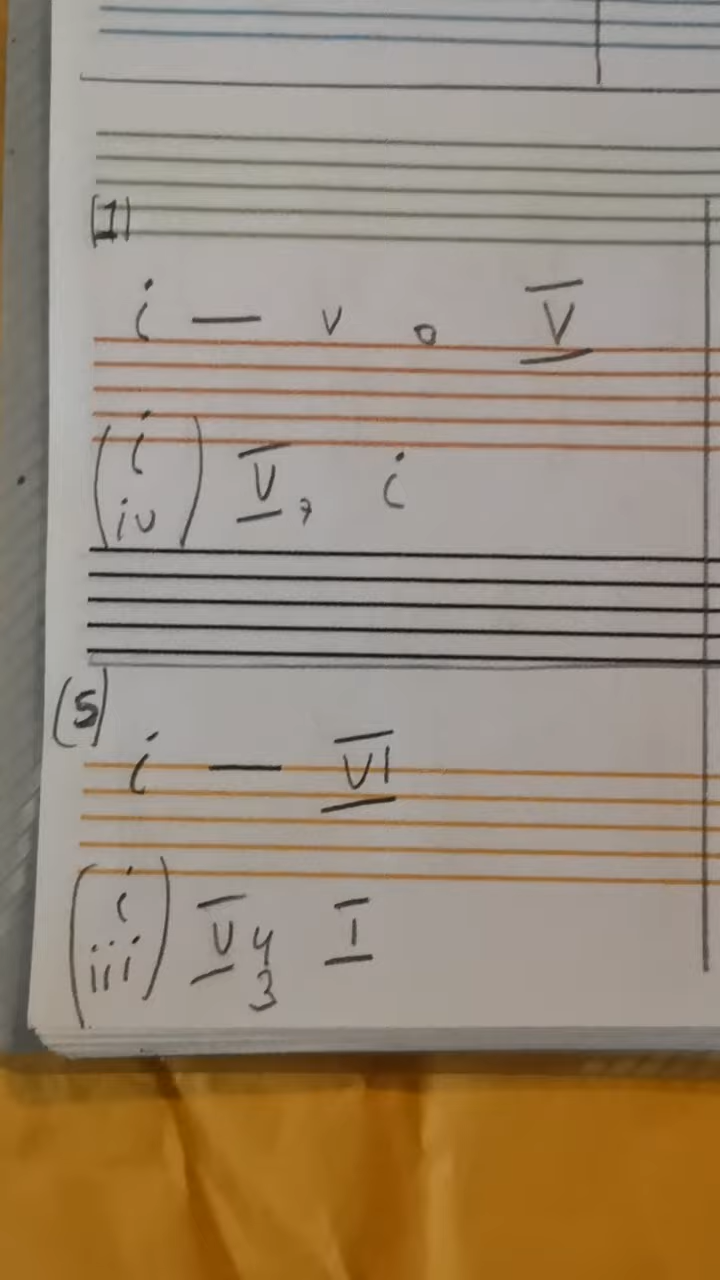 (1)
i — v o V
(i
iv) V7 i
(5)
i — VI
(i
iii) V4
3 I